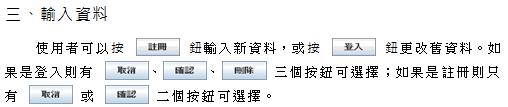 三、輸入資料
使用者可以按 註冊 鈕輸入新資料，或按 登入 鈕更改舊資料。如
果是登入則有 取消、確認、刪除 三個按鈕可選擇；如果是註冊則只
有 取消 或 確認 二個按鈕可選擇。